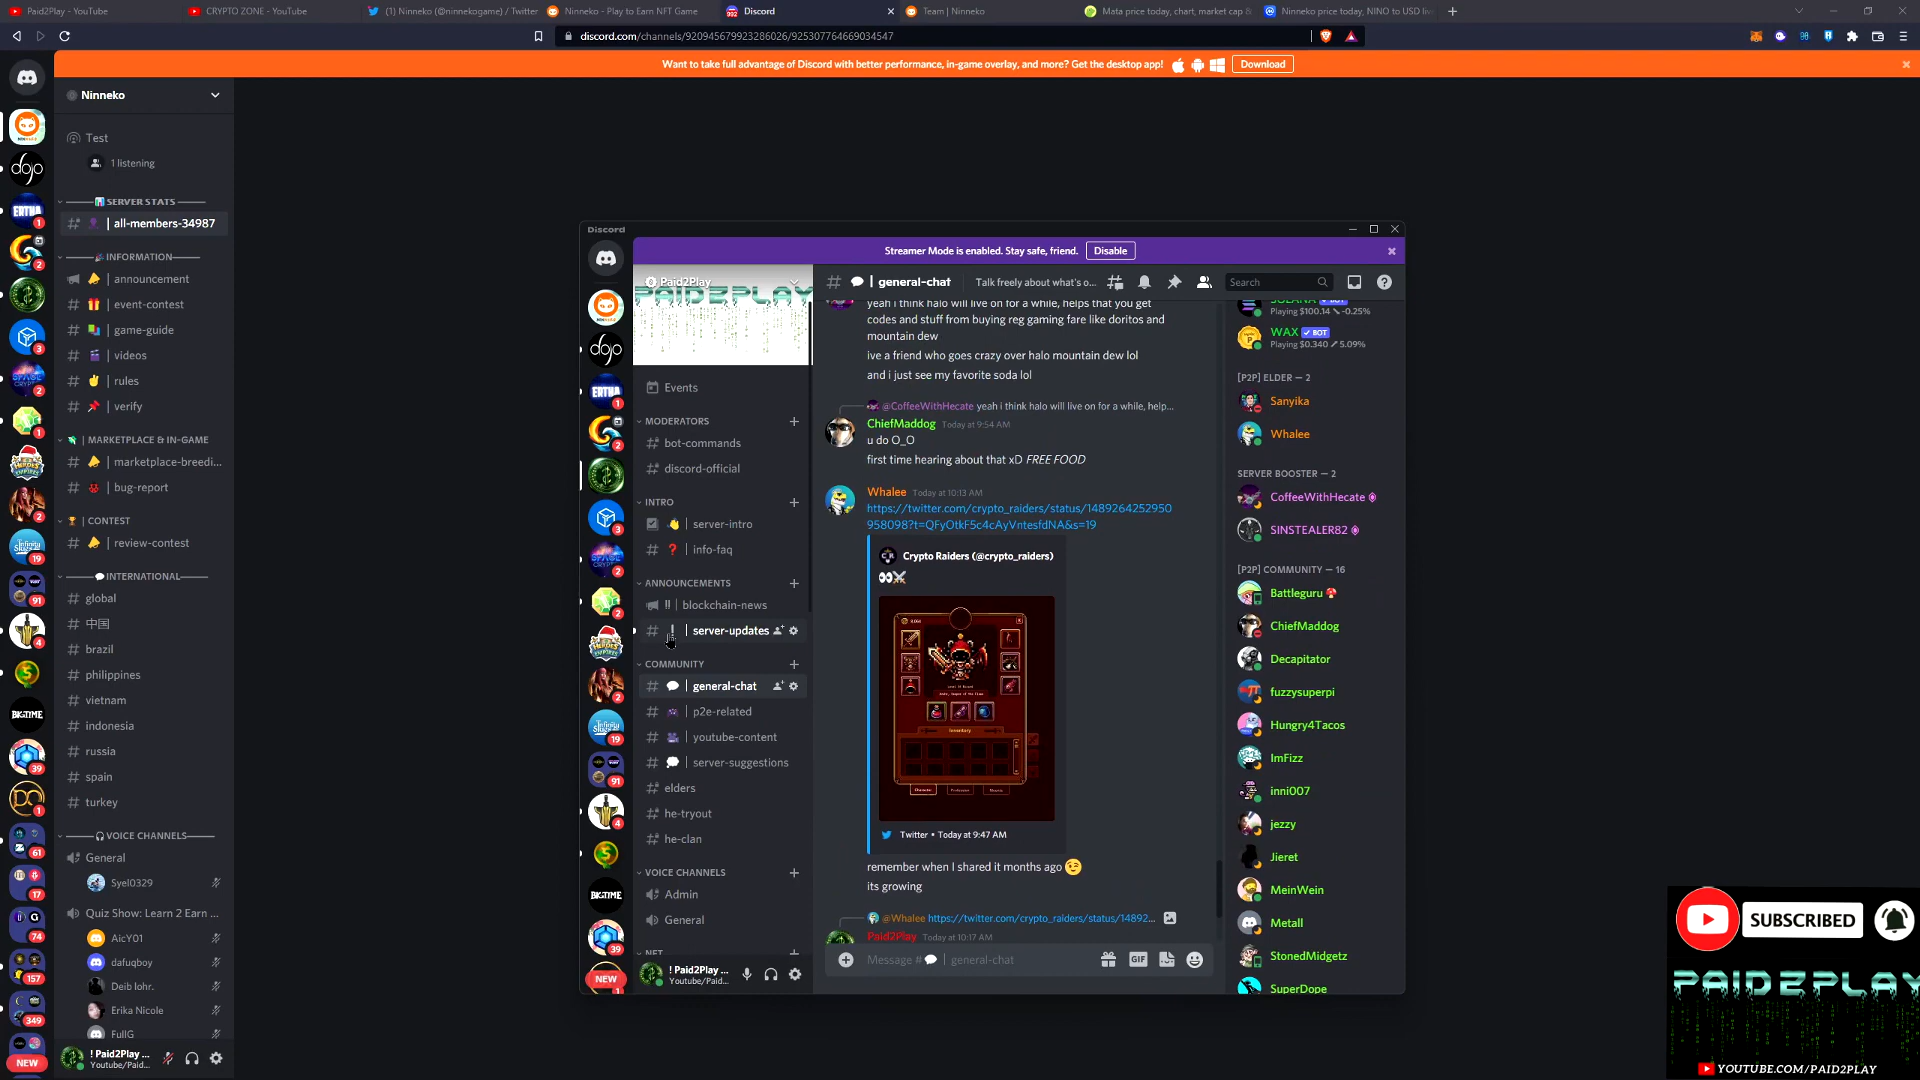 Paid2Play - YouTube
CRYPTO ZONE - YouTube
(1) Ninneko (@ninnekogame) / Twitter
Ninneko - Play to Earn NFT Game
Discord
Team | Ninneko
Mata price today, chart, market cap &
Ninneko price today, NINO to USD li
discord.com/channels/920945679923286026/925307764669034547
Want to take full advantage of Discord with better performance, in-game overlay, and more? Get the desktop app!
Download
Ninneko
Test
1 listening
SERVER STATS
all-members-34987
INFORMATION
announcement
event-contest
game-guide
videos
rules
verify
MARKETPLACE & IN-GAME
marketplace-breedi...
bug-report
CONTEST
review-contest
INTERNATIONAL
global
中国
brazil
philippines
vietnam
indonesia
russia
spain
turkey
VOICE CHANNELS
General
Syel0329
Quiz Show: Learn 2 Earn ...
AicY01
dafuqboy
Deib lohr.
Erika Nicole
FullG
! Paid2Play ...
Youtube/Paid...
NEW
Discord
Streamer Mode is enabled. Stay safe, friend.
Disable
Paid2Play
PAID2PLAY
Events
MODERATORS
bot-commands
discord-official
INTRO
server-intro
info-faq
ANNOUNCEMENTS
blockchain-news
server-updates
COMMUNITY
general-chat
p2e-related
youtube-content
server-suggestions
elders
he-tryout
he-clan
VOICE CHANNELS
Admin
General
NFT
! Paid2Play ...
Youtube/Paid...
NEW
general-chat
Talk freely about what's o...
Search
yeah i think halo will live on for a while, helps that you get
codes and stuff from buying reg gaming fare like doritos and
mountain dew
ive a friend who goes crazy over halo mountain dew lol
and i just see my favorite soda lol
@CoffeeWithHecate yeah i think halo will live on for a while, help...
ChiefMaddog Today at 9:54 AM
u do O_O
first time hearing about that xD FREE FOOD
Whalee Today at 10:13 AM
https://twitter.com/crypto_raiders/status/1489264252950
958098?t=QFyOtkF5c4cAyVntesfdNA&s=19
Crypto Raiders (@crypto_raiders)
Inventory
Twitter • Today at 9:47 AM
remember when I shared it months ago 😉
its growing
@Whalee https://twitter.com/crypto_raiders/status/14892...
Paid2Play Today at 10:17 AM
Message # 💬 | general-chat
GIF
SOLANA BOT
Playing $100.14 -0.25%
WAX BOT
Playing $0.340 5.09%
[P2P] ELDER — 2
Sanyika
Whalee
SERVER BOOSTER — 2
CoffeeWithHecate
SINSTEALER82
[P2P] COMMUNITY — 16
Battleguru
ChiefMaddog
Decapitator
fuzzysuperpi
Hungry4Tacos
ImFizz
inni007
jezzy
Jieret
MeinWein
Metall
StonedMidgetz
SuperDope
SUBSCRIBED
PAID2PLAY
YOUTUBE.COM/PAID2PLAY